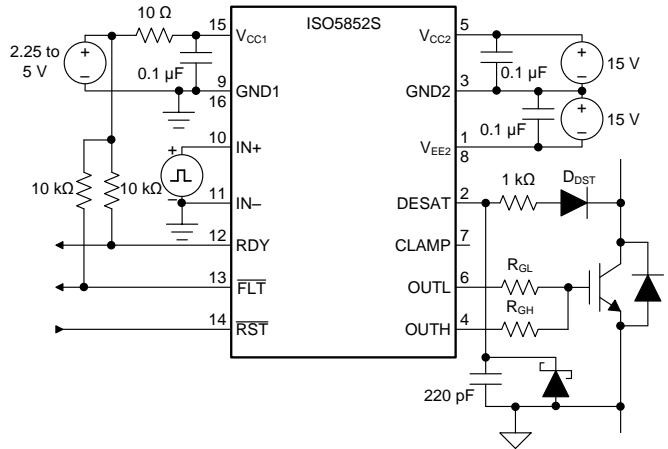 ISO5852S
10 Ω
15
VCC1
5
VCC2
2.25 to
5 V
+
−
0.1 µF
9
GND1
16
0.1 µF
3
GND2
+
−
15 V
10
IN+
+
−
0.1 µF
1
VEE2
8
+
−
15 V
10 kΩ
10 kΩ
11
IN–
DESAT
2
1 kΩ
DDST
12
RDY
CLAMP
7
13
FLT
OUTL
6
RGL
14
RST
OUTH
4
RGH
220 pF